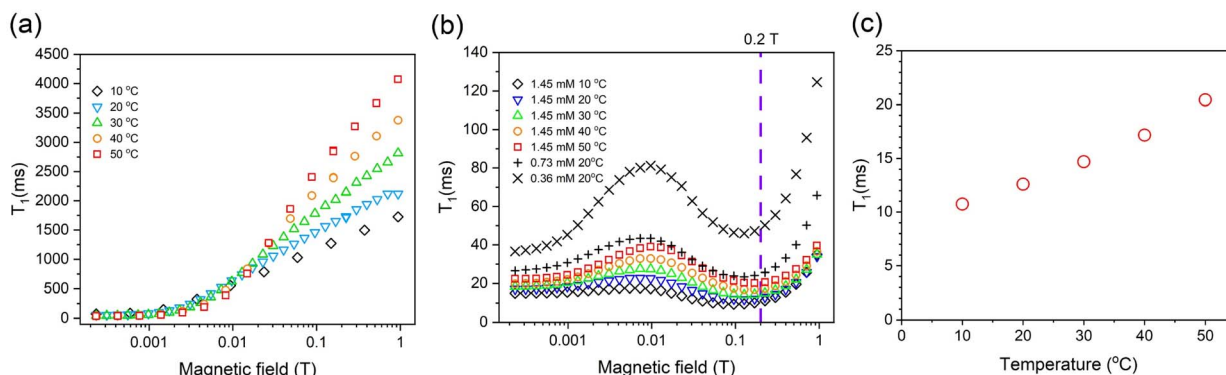 (a)
4500
4000
3500
3000
2500
2000
1500
1000
500
0
T1(ms)
10 °C
20 °C
30 °C
40 °C
50 °C
0.001
0.01
0.1
1
Magnetic field (T)
(b)
0.2 T
140
120
100
80
60
40
20
0
T1(ms)
1.45 mM 10 °C
1.45 mM 20 °C
1.45 mM 30 °C
1.45 mM 40 °C
1.45 mM 50 °C
0.73 mM 20°C
0.36 mM 20°C
0.001
0.01
0.1
1
Magnetic field (T)
(c)
25
20
15
10
5
0
T1(ms)
0
10
20
30
40
50
Temperature (°C)